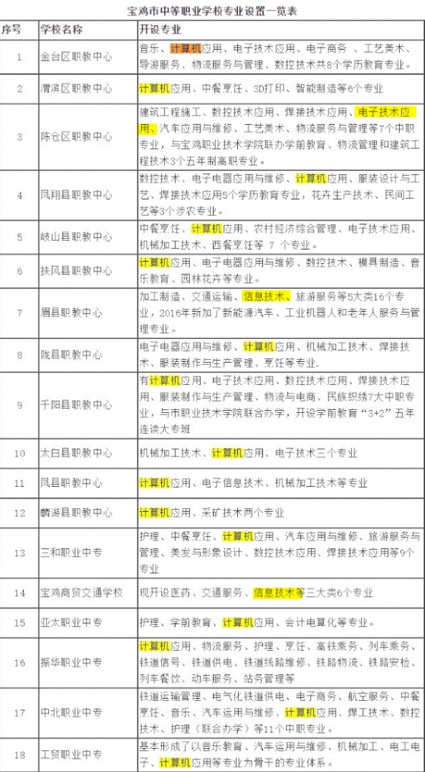 宝鸡市中等职业学校专业设置一览表
序号 学校名称 开设专业
1 金台区职教中心 音乐、计算机应用、电子技术应用、电子商务 、工艺美术、
导游服务、物流服务与管理、数控技术共8个学历教育专业。
2 渭滨区职教中心 计算机应用、中餐烹饪、3D打印、智能制造等6个专业
3 陈仓区职教中心 建筑工程施工、数控技术应用、焊接技术应用、电子技术应
用、汽车应用与维修、工艺美术、物流服务与管理等7个中职
专业，与宝鸡职业技术学院联办学前教育、物流管理和建筑工
程技术3个五年制高职专业。
4 凤翔县职教中心 数控技术、电子电器应用与维修、计算机应用、服装设计与工
艺、焊接技术应用5个学历教育专业，花卉生产技术、民间工
艺等3个涉农专业。
5 岐山县职教中心 中餐烹饪、计算机应用、农村经济综合管理、电子技术应用、
机械加工技术、西餐烹饪等 7 个专业。
6 扶风县职教中心 计算机应用、电子电器应用与维修、数控技术、模具制造、音
乐教育、园林花卉等专业。
7 眉县职教中心 加工制造、交通运输、信息技术、旅游服务等5大类16个专
业，2016年新加了新能源汽车、工业机器人和老年人服务与管
理专业。
8 陇县职教中心 电子电器应用与维修、计算机应用、机械加工技术、焊接技
术、服装制作与生产管理、烹饪等专业.
9 千阳县职教中心 有计算机应用、电子技术应用、数控技术应用、焊接技术应
用、服装制作与生产管理、物流与电商、民族织绣7大中职专
业，与市职业技术学院联合办学，开设学前教育“3+2”五年
连读大专班
10 太白县职教中心 机械加工技术、计算机应用、电子技术三个专业
11 凤县职教中心 计算机应用、电子信息技术、机械加工技术等专业
12 麟游县职教中心 计算机应用、采矿技术两个专业
13 三和职业中专 护理、中餐烹饪、计算机应用、汽车应用与维修、旅游服务与
管理、美发与形象设计、数控技术应用、焊接技术应用等9个
专业
14 宝鸡商贸交通学校 现开设医药、交通服务、信息技术等三大类6个专业
15 亚太职业中专 护理、学前教育、计算机应用、会计电算化等专业。
16 振华职业中专 计算机应用、物流服务、护理、烹饪、高铁乘务、列车乘务、
铁道信号、铁道供电、铁道线路维修、铁路物流、铁路安检、
列车餐饮、动车服务、站务管理等
17 中北职业中专 铁道运输管理、电气化铁道供电、电子商务、航空服务、中餐
烹饪、音乐、汽车运用与维修、计算机应用、焊工技术、数控
技术、护理（联合办学）等11个中职专业。
18 工贸职业中专 基本形成了以音乐教育、汽车运用与维修、机械加工、电工电
子、计算机应用等专业为骨干的专业体系。